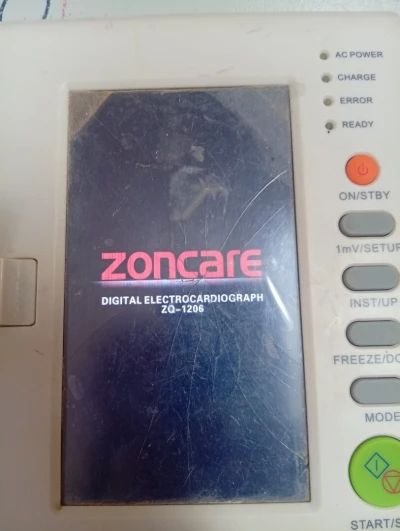 AC POWER
CHARGE
ERROR
READY
ON/STBY
1mV/SETUP
INST/UP
FREEZE/DO
MODE
START/S
zoncare
DIGITAL ELECTROCARDIOGRAPH
ZQ-1206